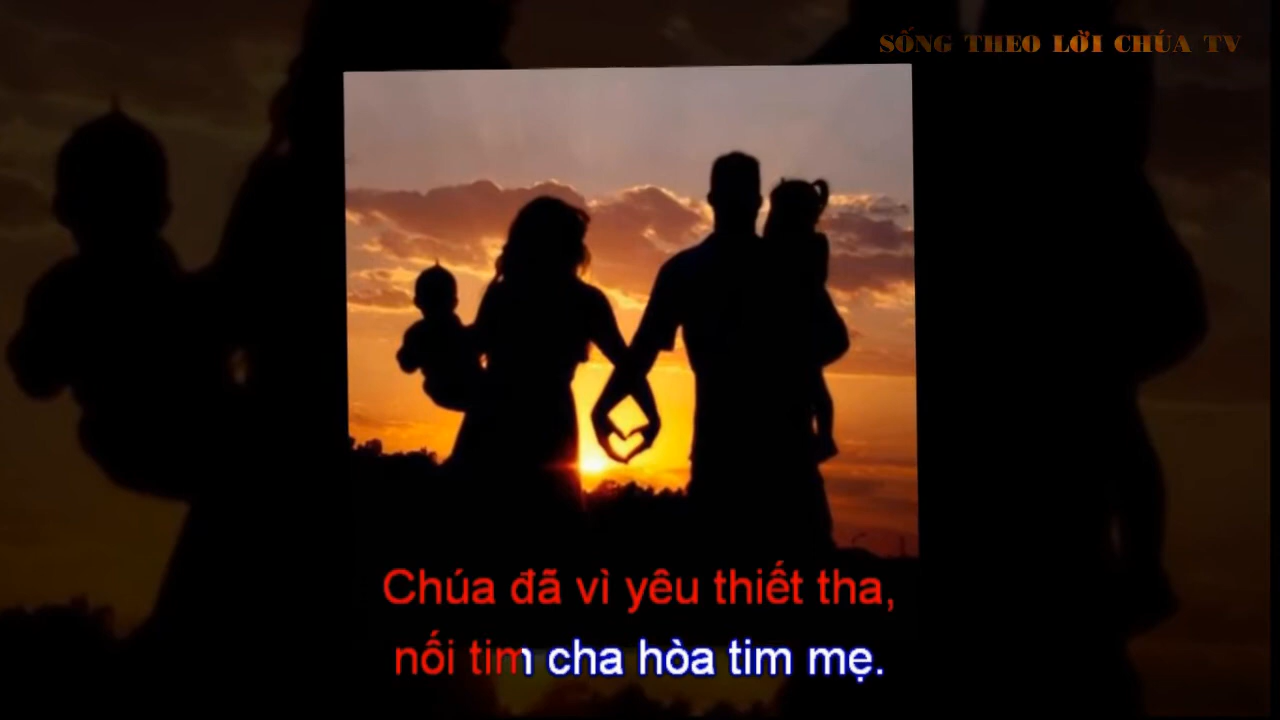 SỐNG THEO LỜI CHÚA TV
Chúa đã vì yêu thiết tha,
nối tim cha hòa tim mẹ.